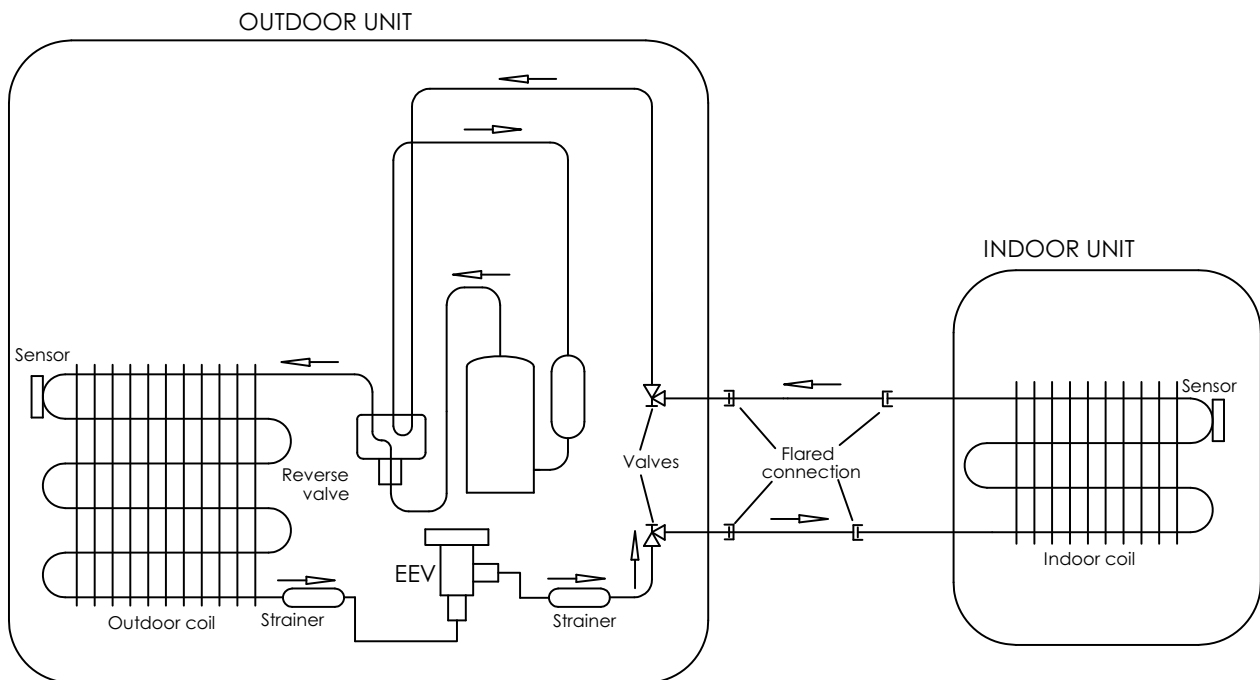 OUTDOOR UNIT
INDOOR UNIT
Sensor
Sensor
Reverse
valve
Valves
Flared
connection
EEV
Indoor coil
Outdoor coil
Strainer
Strainer